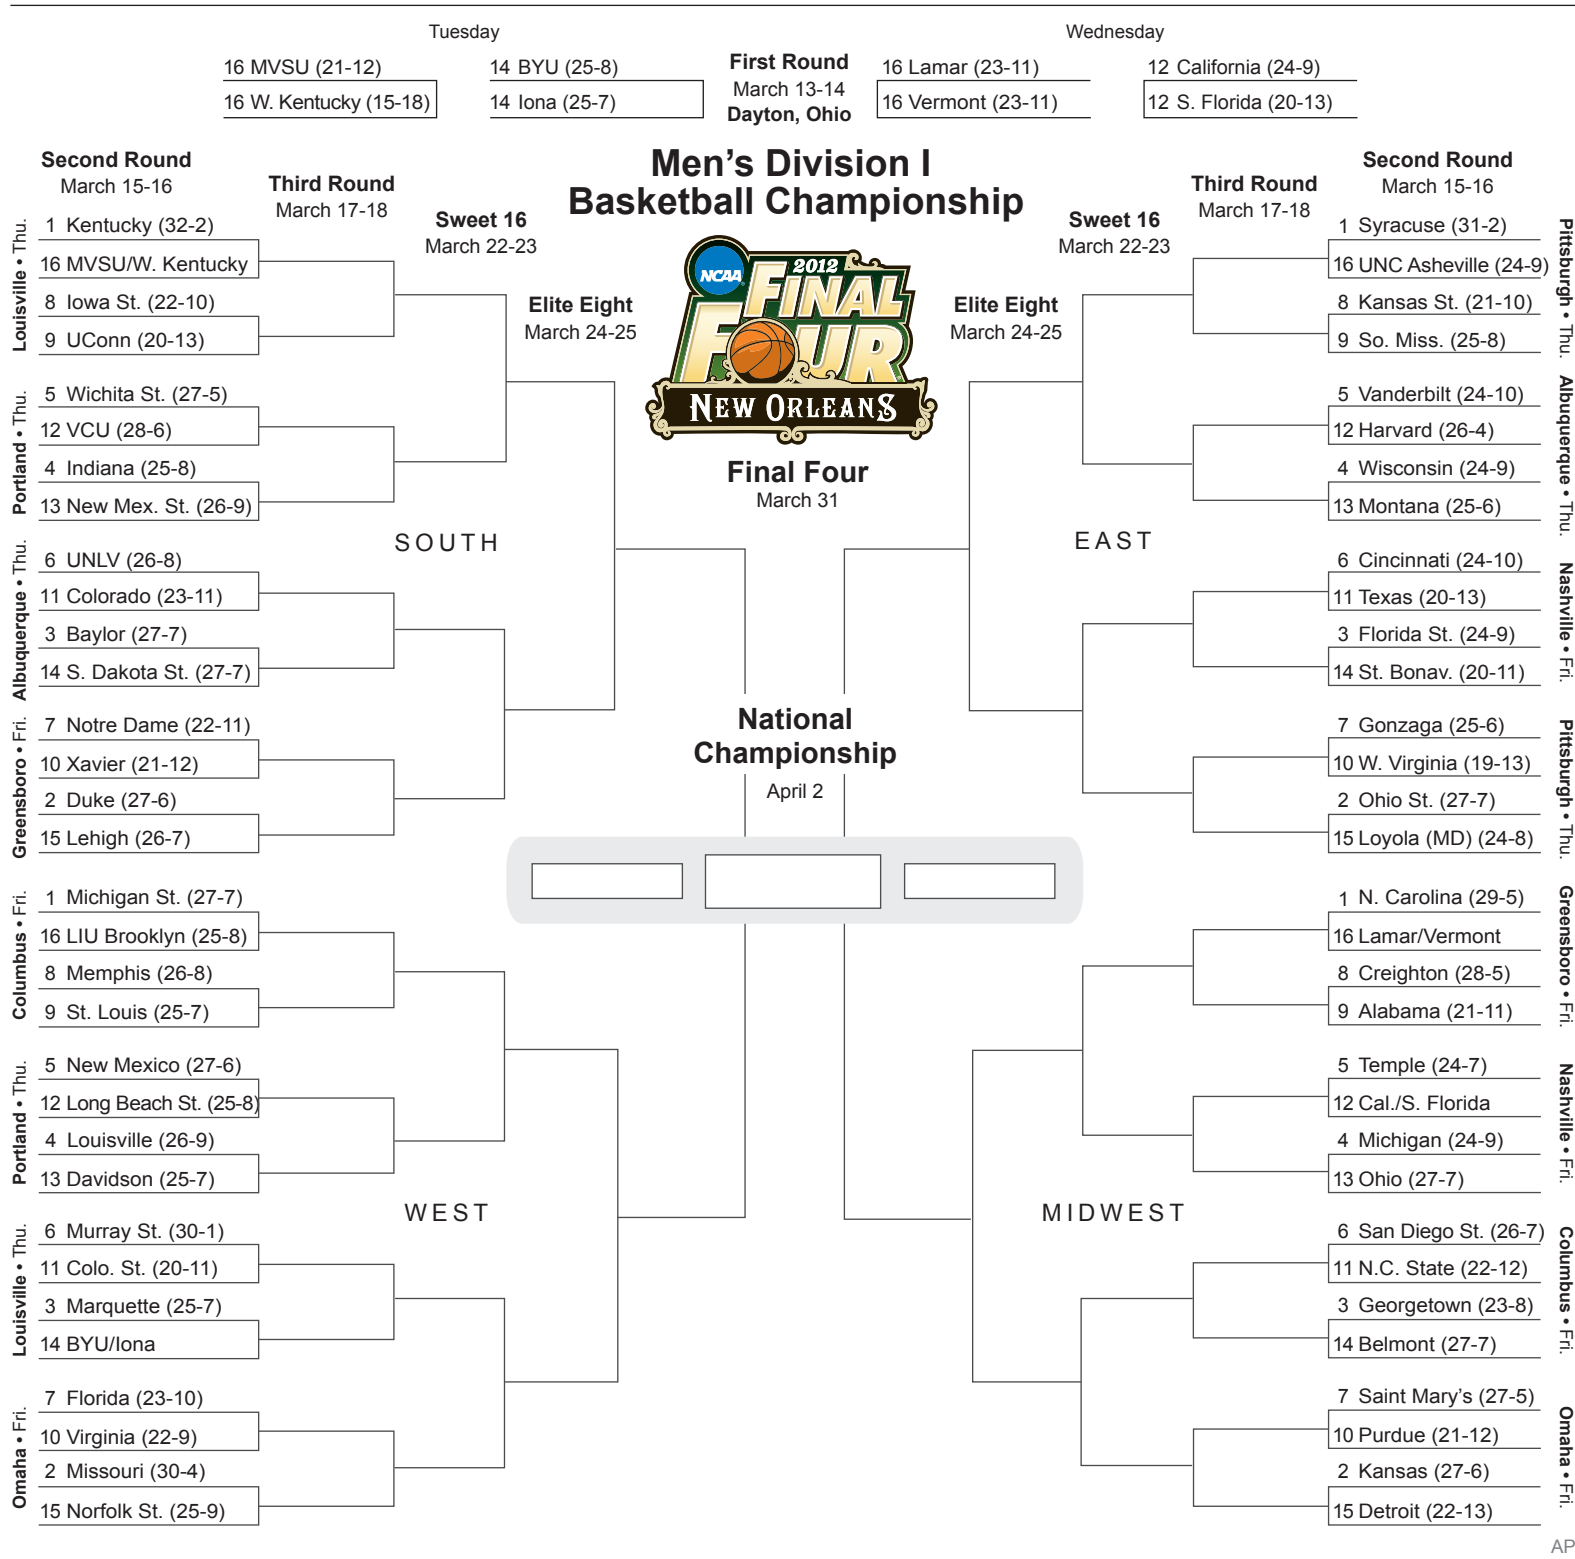 Tuesday
Wednesday
16 MVSU (21-12)
16 W. Kentucky (15-18)
14 BYU (25-8)
14 Iona (25-7)
First Round
March 13-14
Dayton, Ohio
16 Lamar (23-11)
16 Vermont (23-11)
12 California (24-9)
12 S. Florida (20-13)
Men's Division I
Basketball Championship
Second Round
March 15-16
Third Round
March 17-18
Sweet 16
March 22-23
Elite Eight
March 24-25
NCAA
2012
FINAL
FOUR
NEW ORLEANS
Final Four
March 31
Elite Eight
March 24-25
Sweet 16
March 22-23
Third Round
March 17-18
Second Round
March 15-16
Louisville • Thu.
1 Kentucky (32-2)
16 MVSU/W. Kentucky
8 Iowa St. (22-10)
9 UConn (20-13)
Portland • Thu.
5 Wichita St. (27-5)
12 VCU (28-6)
4 Indiana (25-8)
13 New Mex. St. (26-9)
SOUTH
Albuquerque • Thu.
6 UNLV (26-8)
11 Colorado (23-11)
3 Baylor (27-7)
14 S. Dakota St. (27-7)
Greensboro • Fri.
7 Notre Dame (22-11)
10 Xavier (21-12)
2 Duke (27-6)
15 Lehigh (26-7)
Columbus • Fri.
1 Michigan St. (27-7)
16 LIU Brooklyn (25-8)
8 Memphis (26-8)
9 St. Louis (25-7)
Portland • Thu.
5 New Mexico (27-6)
12 Long Beach St. (25-8)
4 Louisville (26-9)
13 Davidson (25-7)
WEST
Louisville • Thu.
6 Murray St. (30-1)
11 Colo. St. (20-11)
3 Marquette (25-7)
14 BYU/Iona
Omaha • Fri.
7 Florida (23-10)
10 Virginia (22-9)
2 Missouri (30-4)
15 Norfolk St. (25-9)
National
Championship
April 2
Pittsburgh • Thu.
1 Syracuse (31-2)
16 UNC Asheville (24-9)
8 Kansas St. (21-10)
9 So. Miss. (25-8)
Albuquerque • Thu.
5 Vanderbilt (24-10)
12 Harvard (26-4)
4 Wisconsin (24-9)
13 Montana (25-6)
EAST
Nashville • Fri.
6 Cincinnati (24-10)
11 Texas (20-13)
3 Florida St. (24-9)
14 St. Bonav. (20-11)
Pittsburgh • Thu.
7 Gonzaga (25-6)
10 W. Virginia (19-13)
2 Ohio St. (27-7)
15 Loyola (MD) (24-8)
Greensboro • Fri.
1 N. Carolina (29-5)
16 Lamar/Vermont
8 Creighton (28-5)
9 Alabama (21-11)
Nashville • Fri.
5 Temple (24-7)
12 Cal./S. Florida
4 Michigan (24-9)
13 Ohio (27-7)
MIDWEST
Columbus • Fri.
6 San Diego St. (26-7)
11 N.C. State (22-12)
3 Georgetown (23-8)
14 Belmont (27-7)
Omaha • Fri.
7 Saint Mary's (27-5)
10 Purdue (21-12)
2 Kansas (27-6)
15 Detroit (22-13)
AP